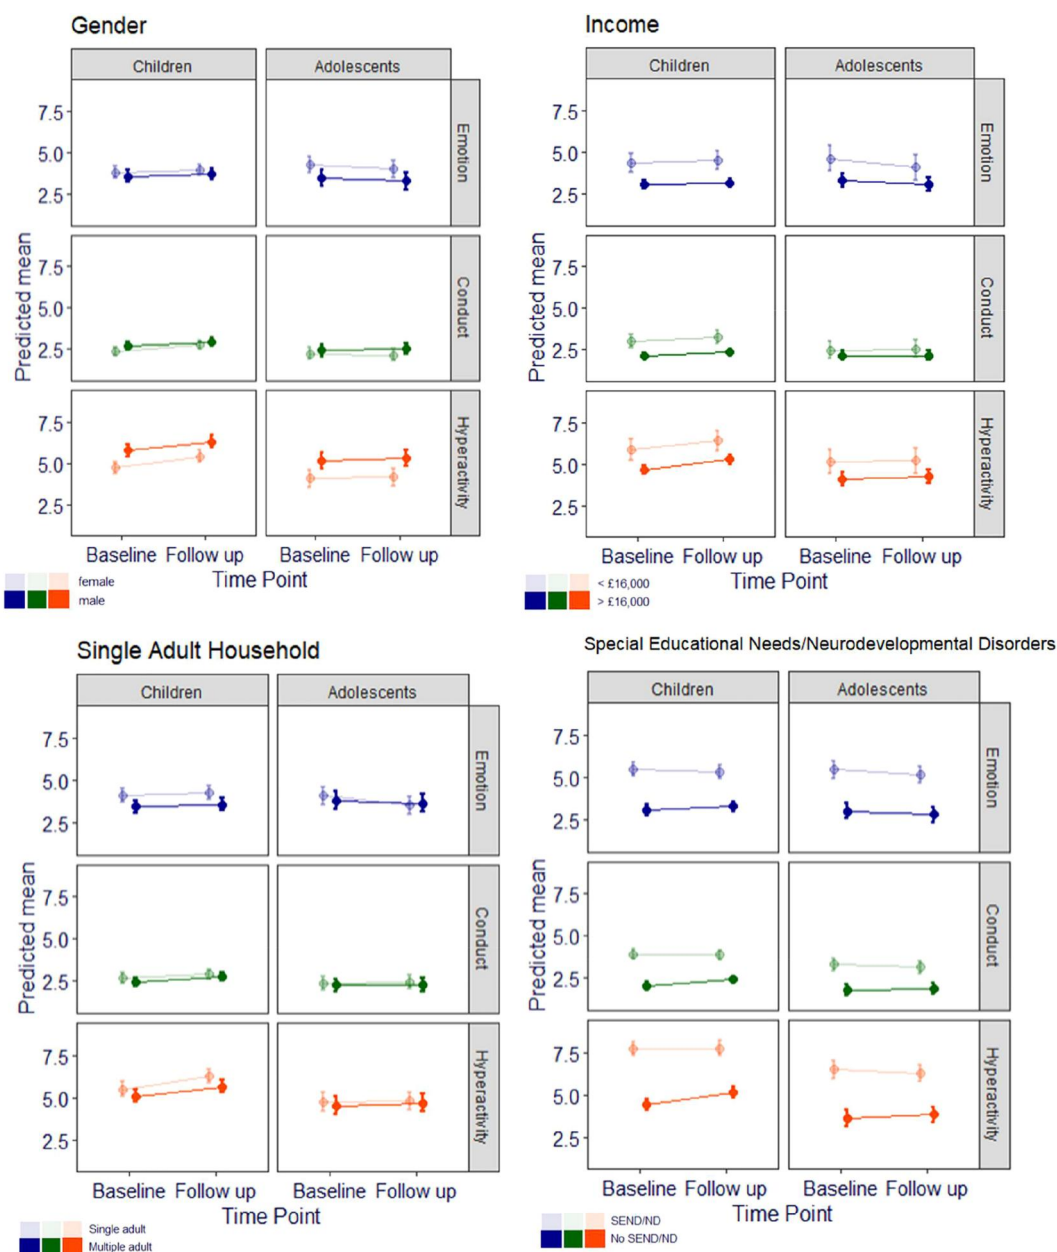 Gender
Children Adolescents
7.5
5.0
2.5
Emotion
7.5
5.0
2.5
Conduct
7.5
5.0
2.5
Hyperactivity
Predicted mean
Baseline Follow up Baseline Follow up
Time Point
female
male
Income
Children Adolescents
7.5
5.0
2.5
Emotion
7.5
5.0
2.5
Conduct
7.5
5.0
2.5
Hyperactivity
Predicted mean
Baseline Follow up Baseline Follow up
Time Point
< £16,000
> £16,000
Single Adult Household
Children Adolescents
7.5
5.0
2.5
Emotion
7.5
5.0
2.5
Conduct
7.5
5.0
2.5
Hyperactivity
Predicted mean
Baseline Follow up Baseline Follow up
Time Point
Single adult
Multiple adult
Special Educational Needs/Neurodevelopmental Disorders
Children Adolescents
7.5
5.0
2.5
Emotion
7.5
5.0
2.5
Conduct
7.5
5.0
2.5
Hyperactivity
Predicted mean
Baseline Follow up Baseline Follow up
Time Point
SEND/ND
No SEND/ND